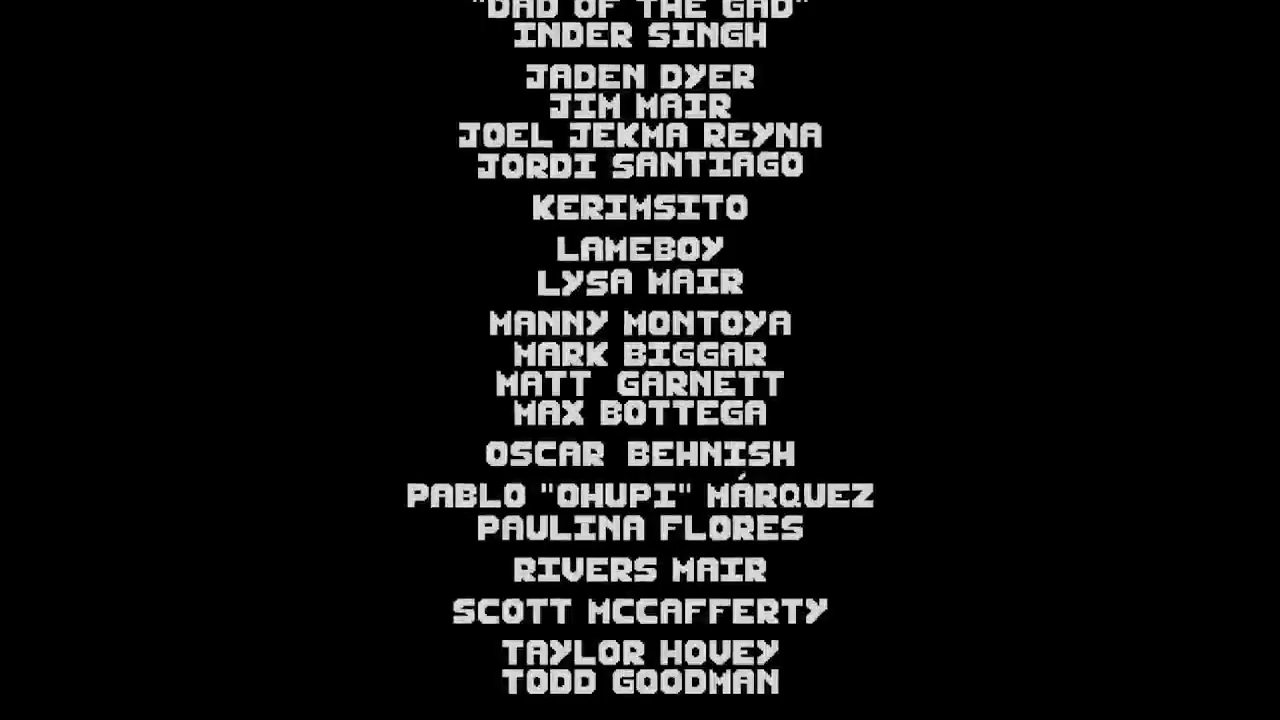 "DAD OF THE GAD"
INDER SINGH
JADEN DYER
JIM MAIR
JOEL JEKMA REYNA
JORDI SANTIAGO
KERIMSITO
LAMEBOY
LYSA MAIR
MANNY MONTOYA
MARK BIGGAR
MATT GARNETT
MAX BOTTEGA
OSCAR BEHNISH
PABLO "OHUPI" MÁRQUEZ
PAULINA FLORES
RIVERS MAIR
SCOTT MCCAFFERTY
TAYLOR HOVEY
TODD GOODMAN